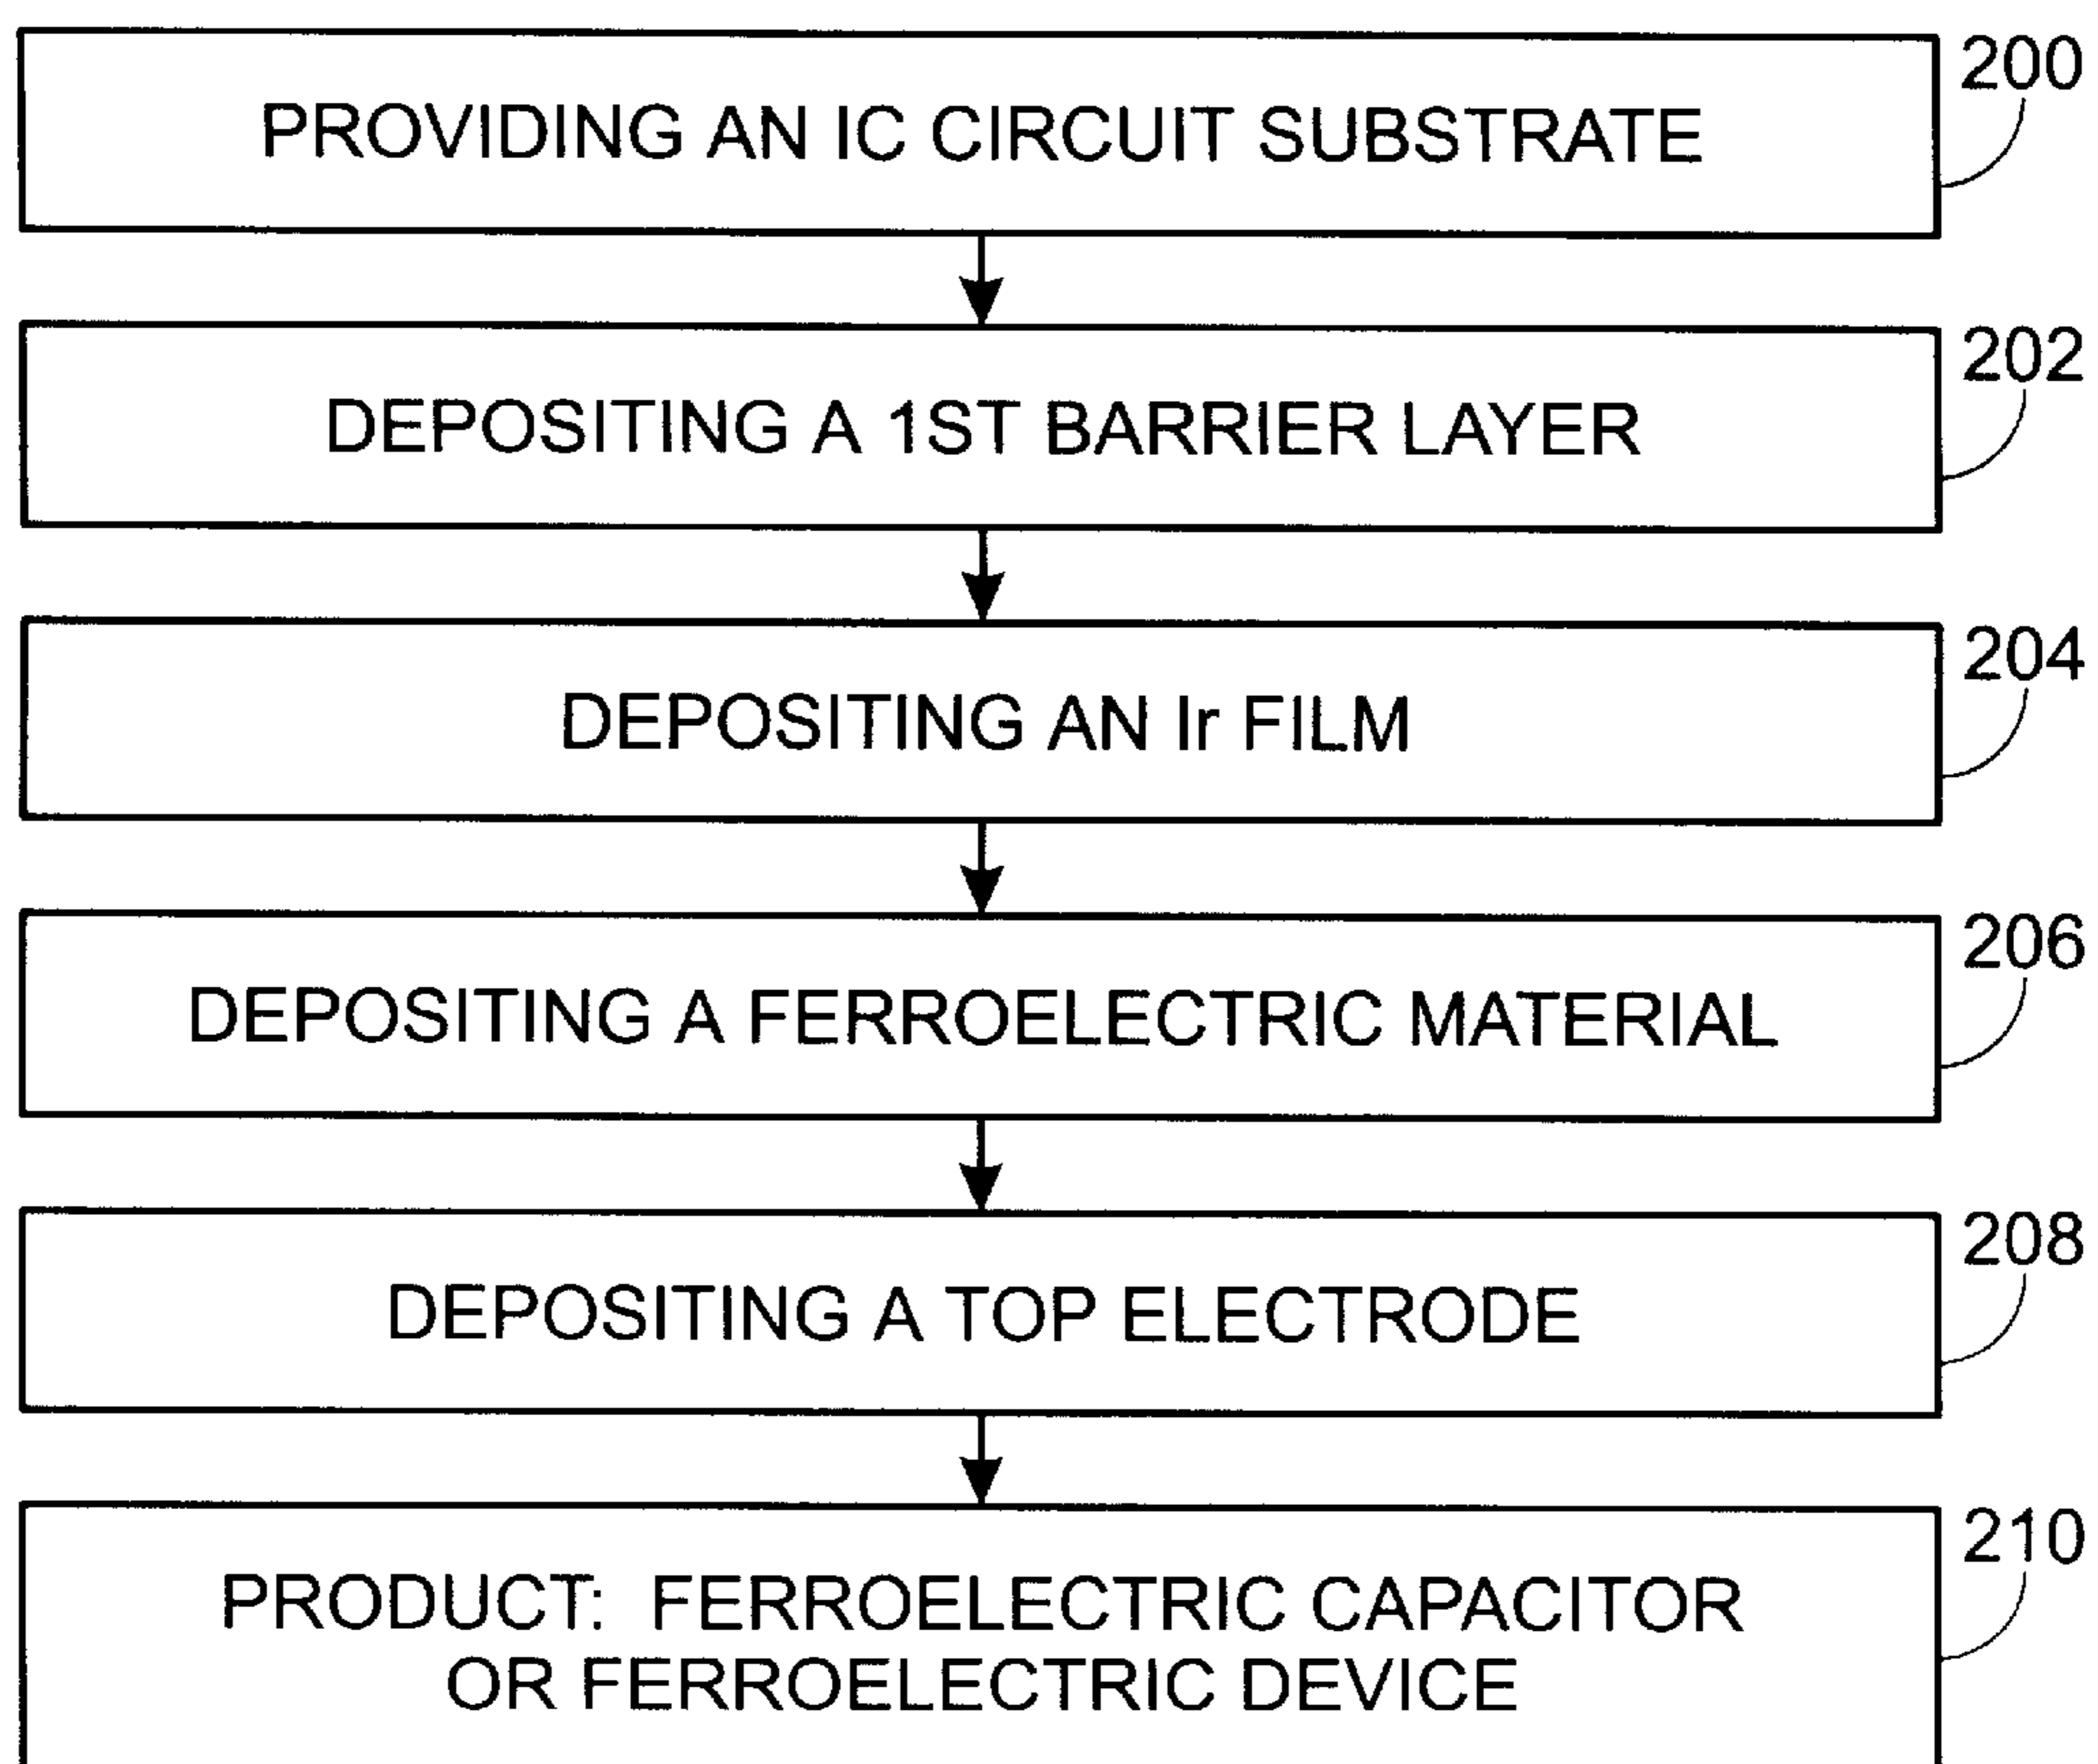 PROVIDING AN IC CIRCUIT SUBSTRATE
200
DEPOSITING A 1ST BARRIER LAYER
202
DEPOSITING AN Ir FILM
204
DEPOSITING A FERROELECTRIC MATERIAL
206
DEPOSITING A TOP ELECTRODE
208
PRODUCT: FERROELECTRIC CAPACITOR
OR FERROELECTRIC DEVICE
210